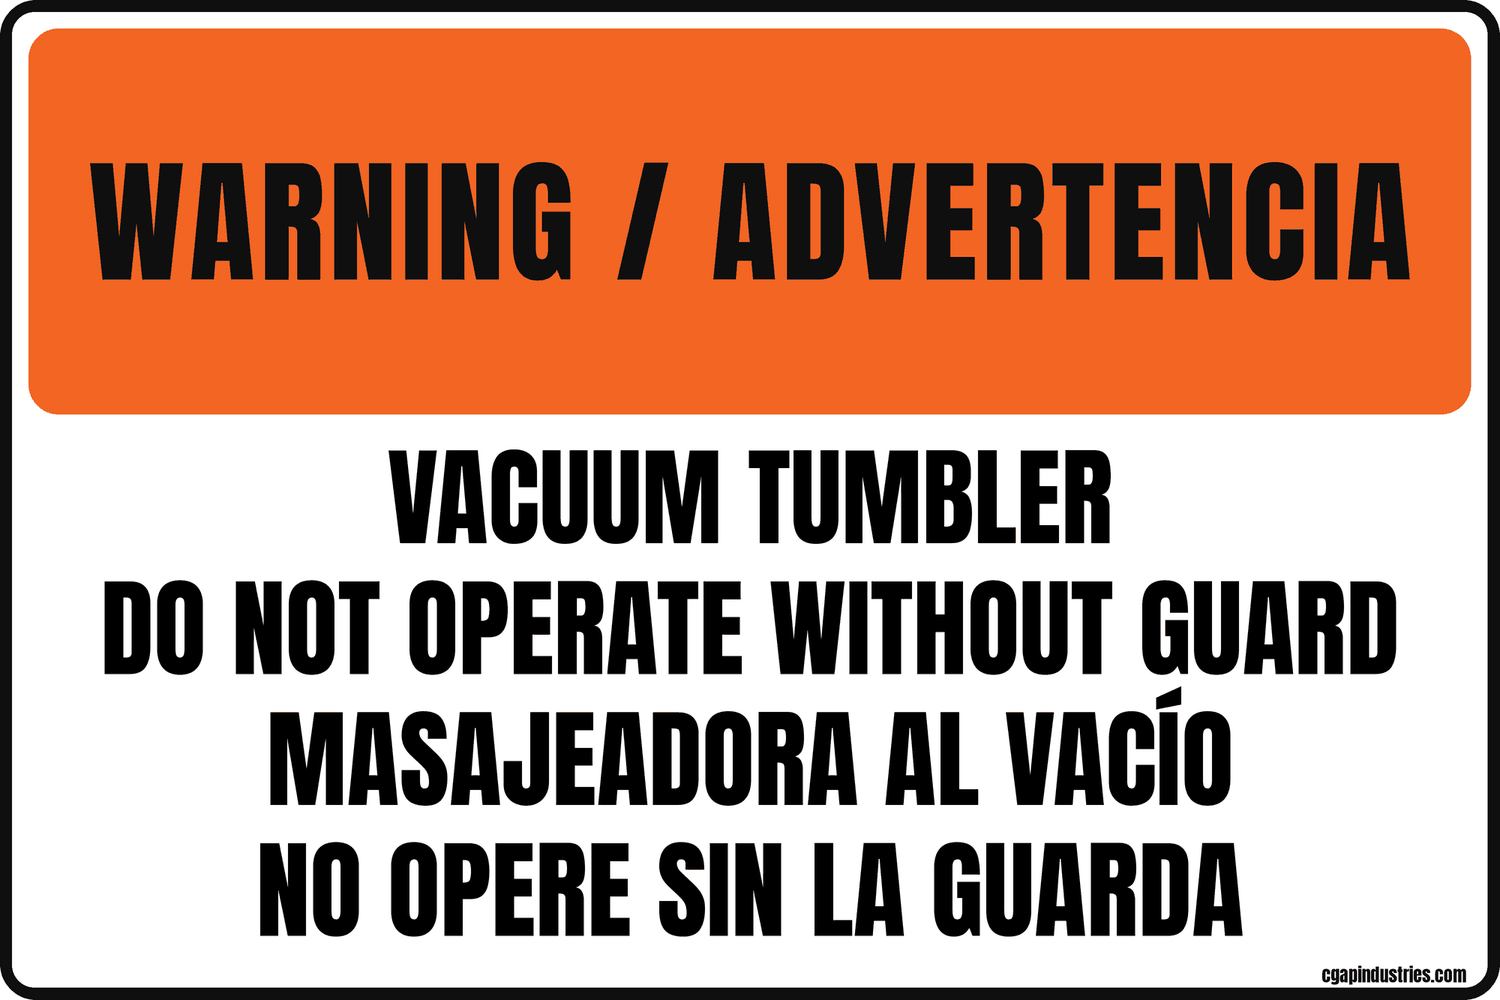 WARNING / ADVERTENCIA
VACUUM TUMBLER
DO NOT OPERATE WITHOUT GUARD
MASAJEADORA AL VACÍO
NO OPERE SIN LA GUARDA
cgapindustries.com